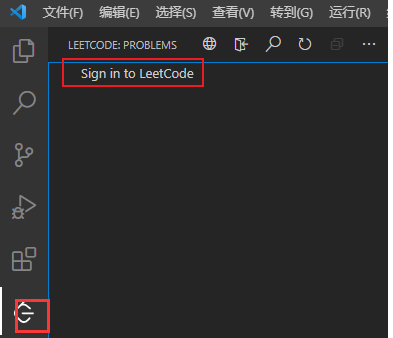 文件(F) 编辑(E) 选择(S) 查看(V) 转到(G) 运行(R)
LEETCODE: PROBLEMS
Sign in to LeetCode